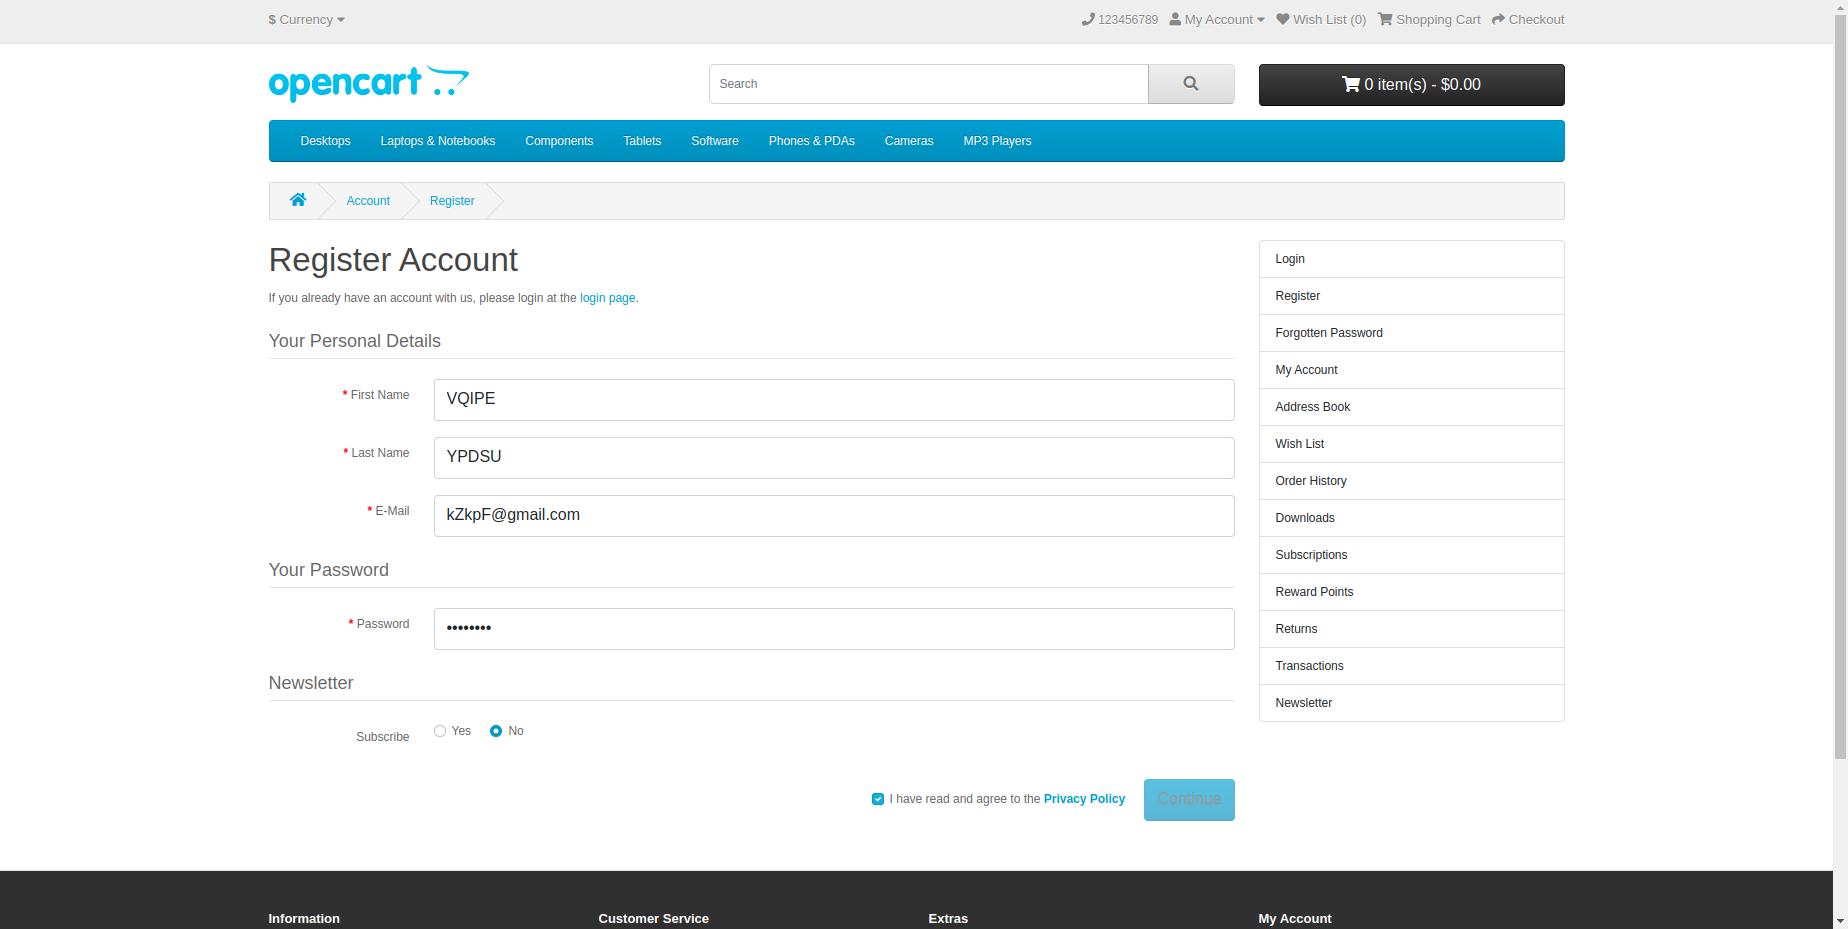 $ Currency
123456789 My Account Wish List (0) Shopping Cart Checkout
opencart
Search
0 item(s) - $0.00
Desktops Laptops & Notebooks Components Tablets Software Phones & PDAs Cameras MP3 Players
Account Register
Register Account
If you already have an account with us, please login at the login page.
Your Personal Details
* First Name VQIPE
* Last Name YPDSU
* E-Mail kZkpF@gmail.com
Your Password
* Password ••••••••
Newsletter
Subscribe Yes No
I have read and agree to the Privacy Policy Continue
Login
Register
Forgotten Password
My Account
Address Book
Wish List
Order History
Downloads
Subscriptions
Reward Points
Returns
Transactions
Newsletter
Information Customer Service Extras My Account